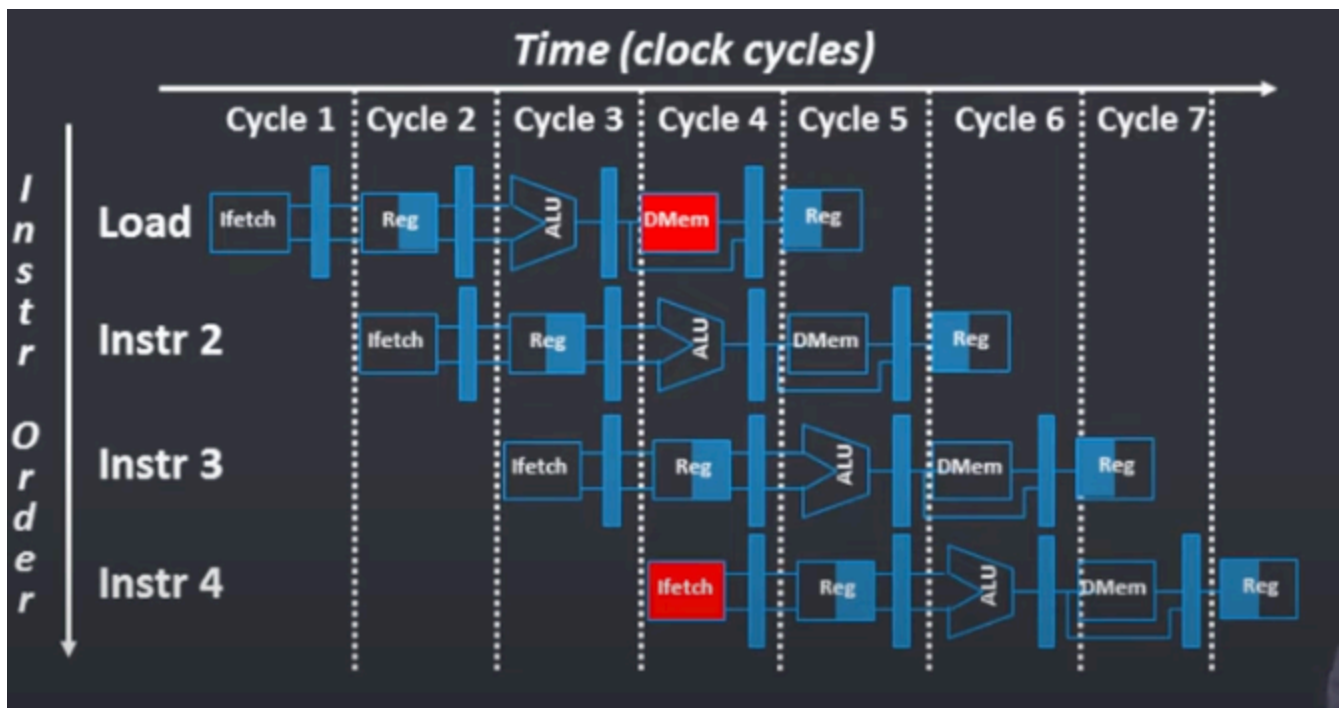 Time (clock cycles)
Cycle 1 Cycle 2 Cycle 3 Cycle 4 Cycle 5 Cycle 6 Cycle 7
Instr Order
Load Ifetch Reg ALU DMem Reg
Instr 2 Ifetch Reg ALU DMem Reg
Instr 3 Ifetch Reg ALU DMem Reg
Instr 4 Ifetch Reg ALU DMem Reg